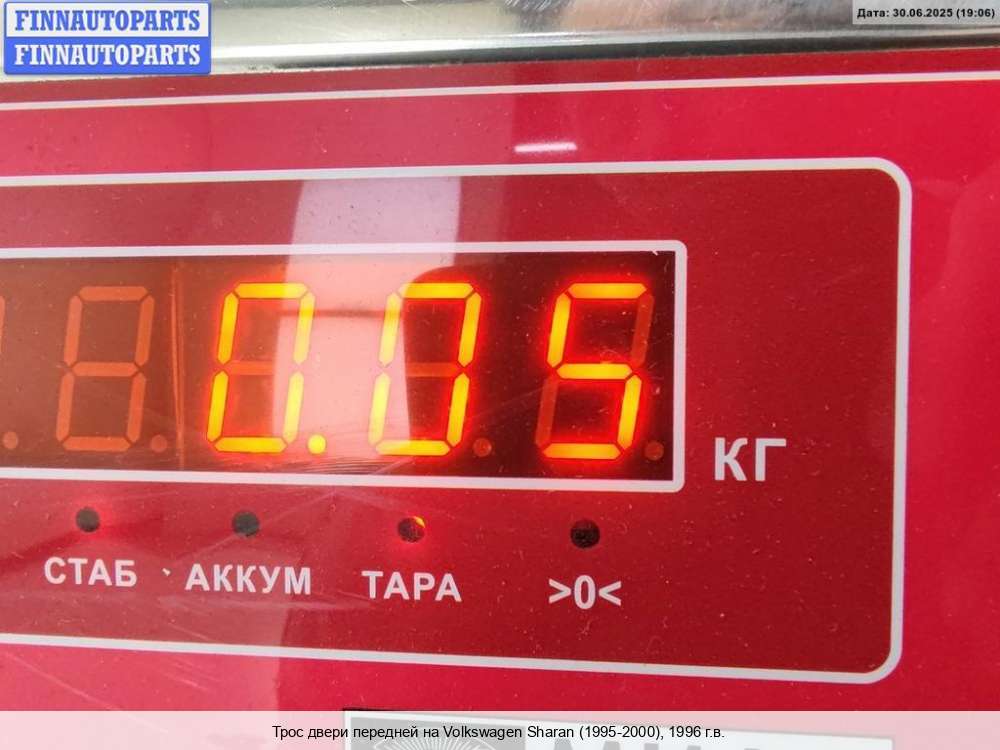 FINNAUTOPARTS
FINNAUTOPARTS
Дата: 30.06.2025 (19:06)
0.05
КГ
СТАБ АККУМ ТАРА >0<
Трос двери передней на Volkswagen Sharan (1995-2000), 1996 г.в.